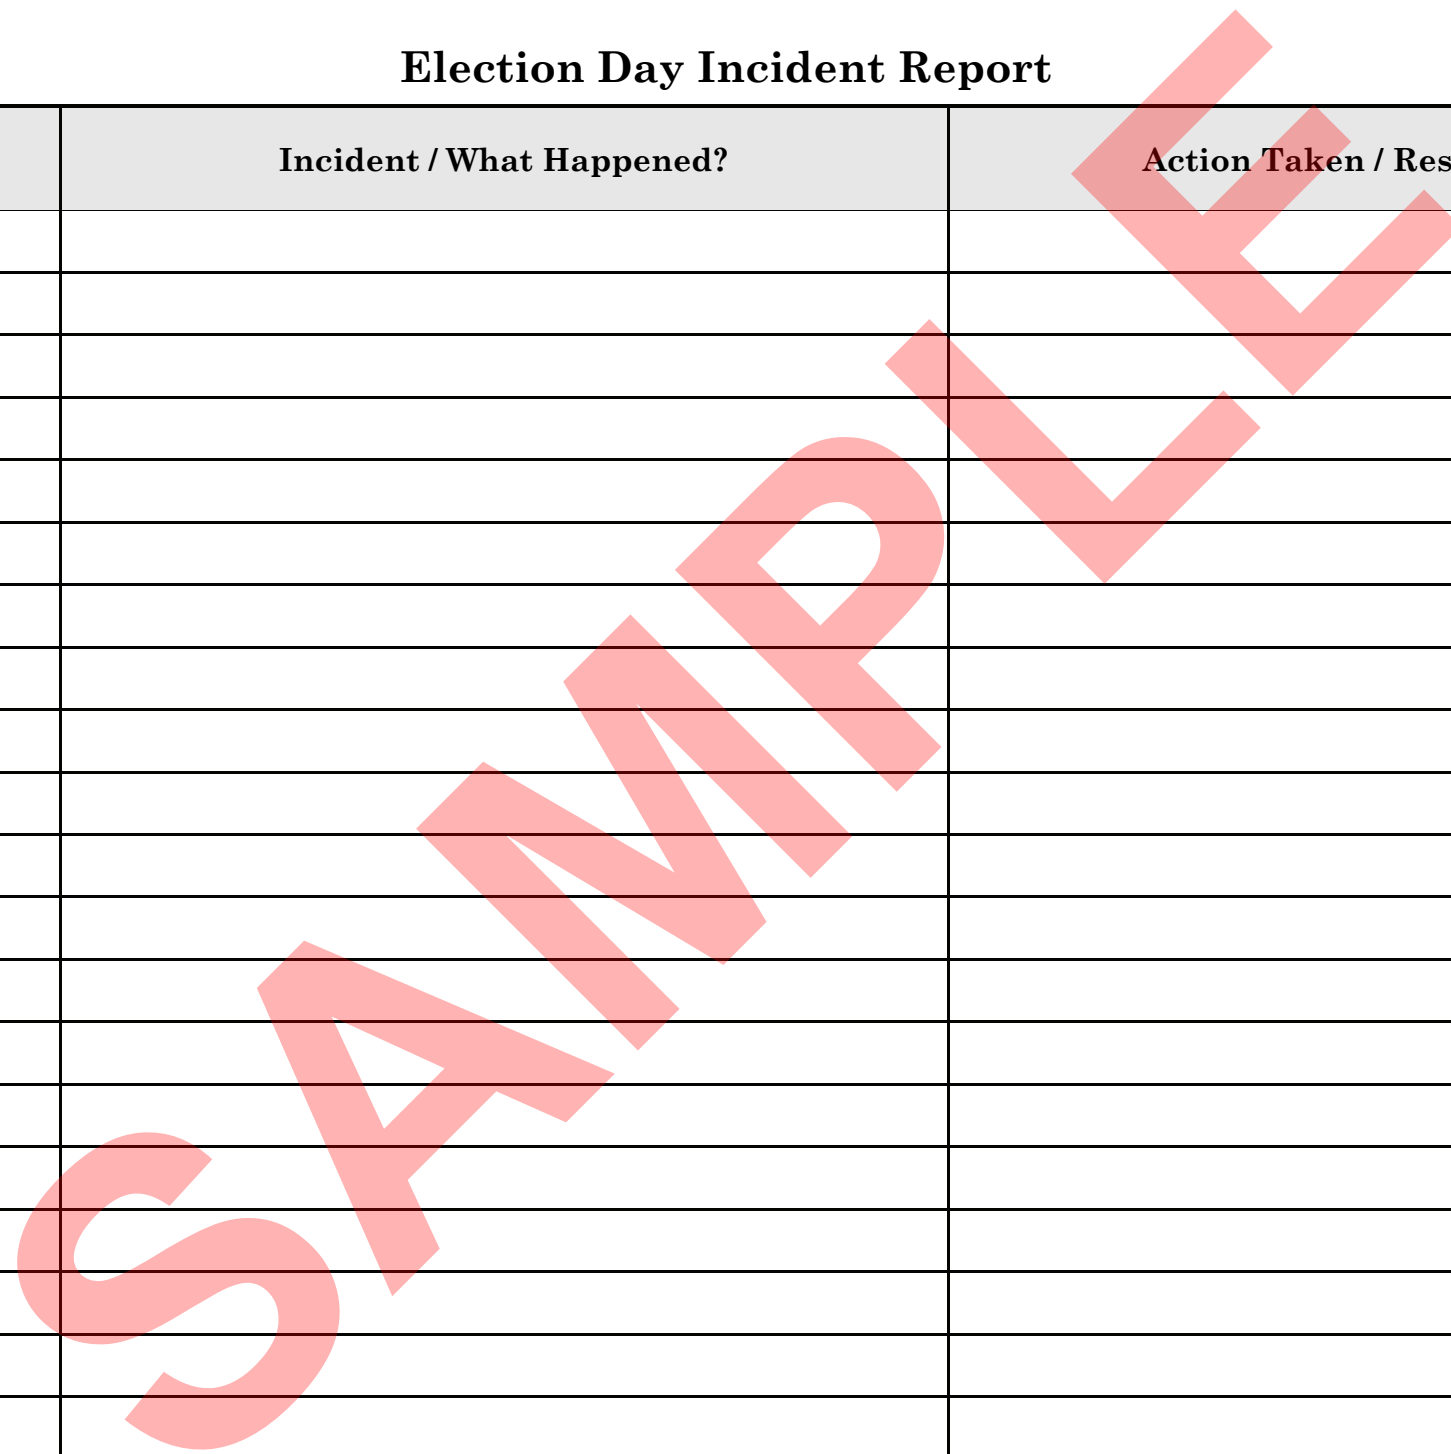 Election Day Incident Report
Incident / What Happened?
Action Taken / Res
SAMPLE